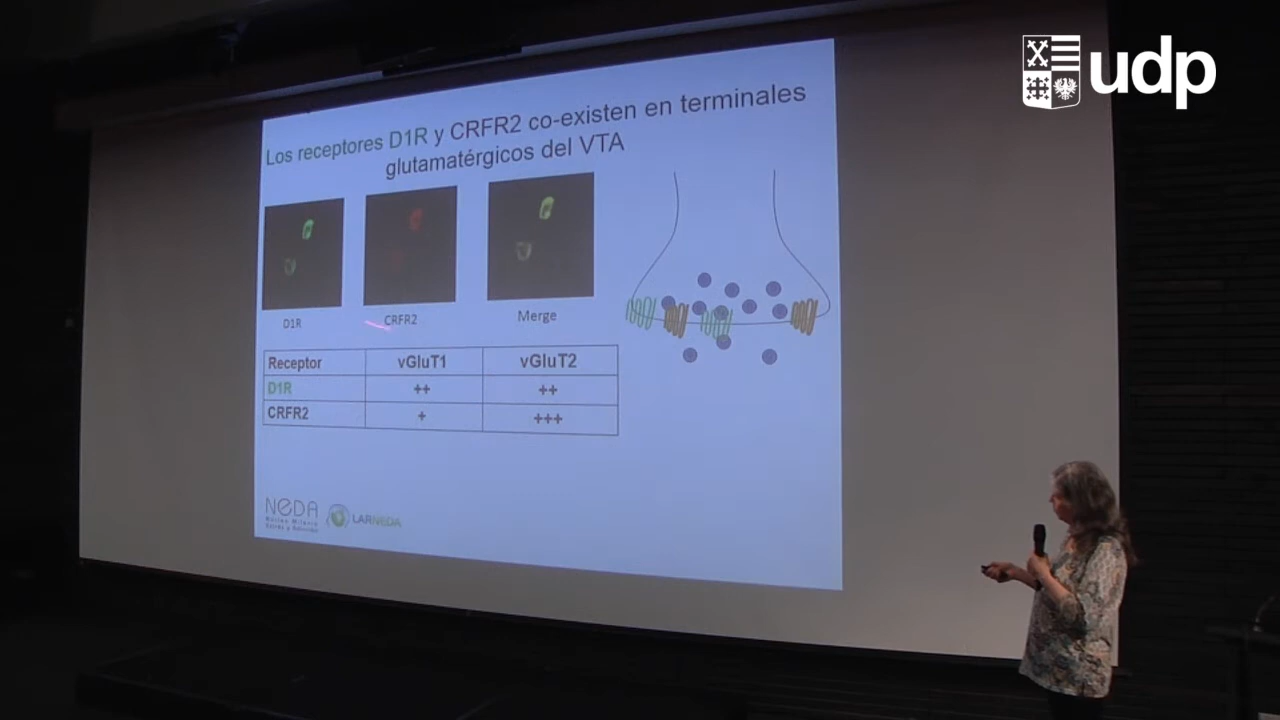 udp
Los receptores D1R y CRFR2 co-existen en terminales
glutamatérgicos del VTA
D1R
CRFR2
Merge
Receptor vGluT1 vGluT2
D1R ++ ++
CRFR2 + +++
NeDA
LARNEDA